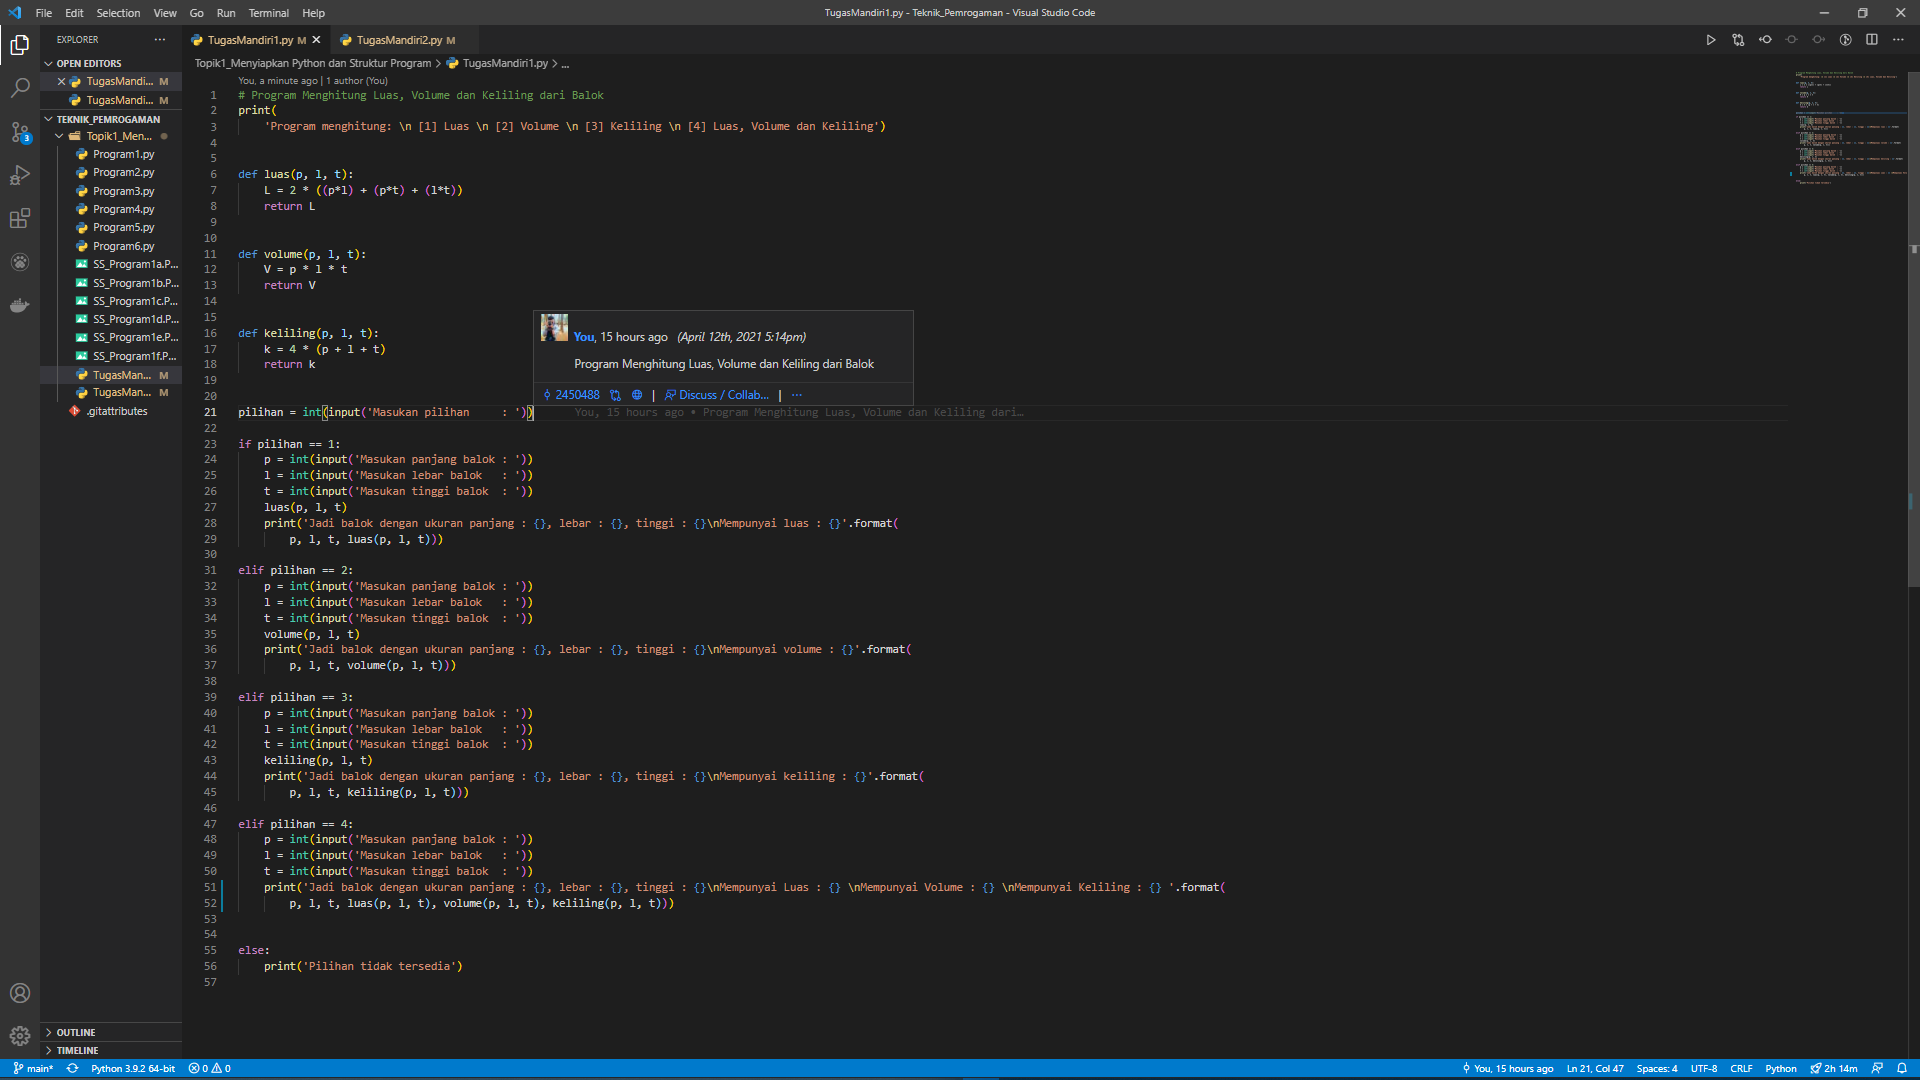 File Edit Selection View Go Run Terminal Help
TugasMandiri1.py - Teknik_Pemrogaman - Visual Studio Code
EXPLORER
OPEN EDITORS
TugasMandi... M
TugasMandi... M
TEKNIK_PEMROGAMAN
Topik1_Men...
Program1.py
Program2.py
Program3.py
Program4.py
Program5.py
Program6.py
SS_Program1a.P...
SS_Program1b.P...
SS_Program1c.P...
SS_Program1d.P...
SS_Program1e.P...
SS_Program1f.P...
TugasMan... M
TugasMan... M
.gitattributes
OUTLINE
TIMELINE
3
TugasMandiri1.py M
TugasMandiri2.py M
Topik1_Menyiapkan Python dan Struktur Program > TugasMandiri1.py > ...
You, a minute ago | 1 author (You)
1 # Program Menghitung Luas, Volume dan Keliling dari Balok
2 print(
3     'Program menghitung: \n [1] Luas \n [2] Volume \n [3] Keliling \n [4] Luas, Volume dan Keliling')
4
5
6 def luas(p, l, t):
7     L = 2 * ((p*l) + (p*t) + (l*t))
8     return L
9
10
11 def volume(p, l, t):
12     V = p * l * t
13     return V
14
15
16 def keliling(p, l, t):
17     k = 4 * (p + l + t)
18     return k
19
20
You, 15 hours ago (April 12th, 2021 5:14pm)
Program Menghitung Luas, Volume dan Keliling dari Balok
2450488 | Discuss / Collab... | ...
21 pilihan = int(input('Masukan pilihan     : ')) You, 15 hours ago • Program Menghitung Luas, Volume dan Keliling dari…
22
23 if pilihan == 1:
24     p = int(input('Masukan panjang balok : '))
25     l = int(input('Masukan lebar balok   : '))
26     t = int(input('Masukan tinggi balok  : '))
27     luas(p, l, t)
28     print('Jadi balok dengan ukuran panjang : {}, lebar : {}, tinggi : {}\nMempunyai luas : {}'.format(
29         p, l, t, luas(p, l, t)))
30
31 elif pilihan == 2:
32     p = int(input('Masukan panjang balok : '))
33     l = int(input('Masukan lebar balok   : '))
34     t = int(input('Masukan tinggi balok  : '))
35     volume(p, l, t)
36     print('Jadi balok dengan ukuran panjang : {}, lebar : {}, tinggi : {}\nMempunyai volume : {}'.format(
37         p, l, t, volume(p, l, t)))
38
39 elif pilihan == 3:
40     p = int(input('Masukan panjang balok : '))
41     l = int(input('Masukan lebar balok   : '))
42     t = int(input('Masukan tinggi balok  : '))
43     keliling(p, l, t)
44     print('Jadi balok dengan ukuran panjang : {}, lebar : {}, tinggi : {}\nMempunyai keliling : {}'.format(
45         p, l, t, keliling(p, l, t)))
46
47 elif pilihan == 4:
48     p = int(input('Masukan panjang balok : '))
49     l = int(input('Masukan lebar balok   : '))
50     t = int(input('Masukan tinggi balok  : '))
51     print('Jadi balok dengan ukuran panjang : {}, lebar : {}, tinggi : {}\nMempunyai Luas : {} \nMempunyai Volume : {} \nMempunyai Keliling : {} '.format(
52         p, l, t, luas(p, l, t), volume(p, l, t), keliling(p, l, t)))
53
54
55 else:
56     print('Pilihan tidak tersedia')
57
main* Python 3.9.2 64-bit 0 0
You, 15 hours ago Ln 21, Col 47 Spaces: 4 UTF-8 CRLF Python 2h 14m